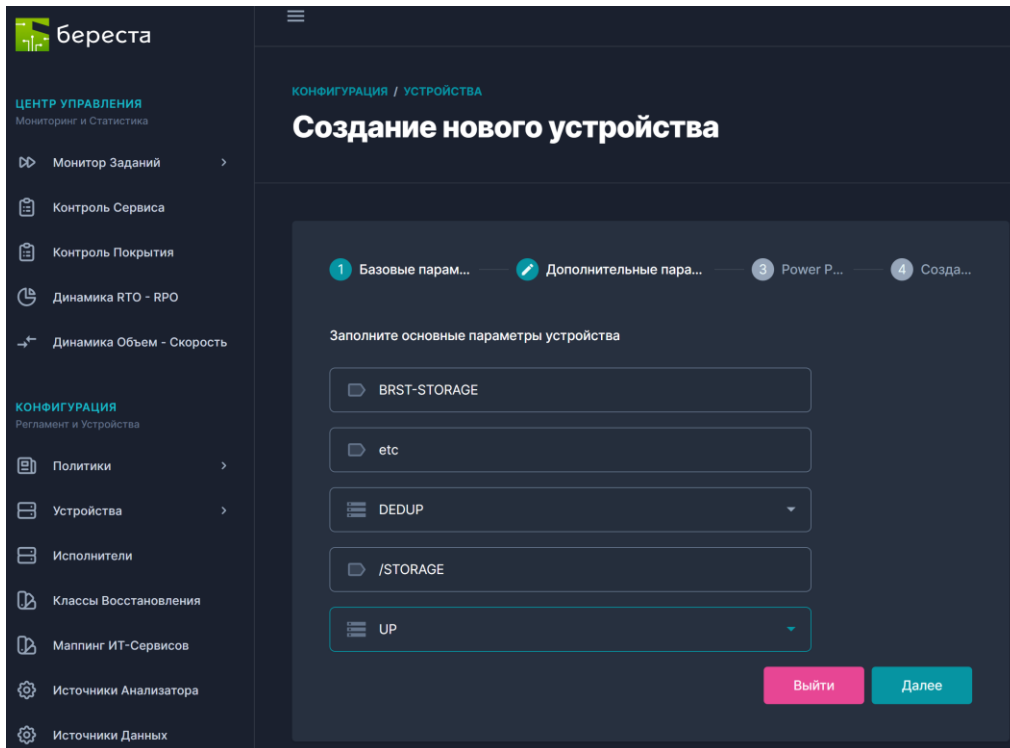 береста
ЦЕНТР УПРАВЛЕНИЯ
Мониторинг и Статистика
Монитор Заданий
Контроль Сервиса
Контроль Покрытия
Динамика RTO - RPO
Динамика Объем - Скорость
КОНФИГУРАЦИЯ
Регламент и Устройства
Политики
Устройства
Исполнители
Классы Восстановления
Маппинг ИТ-Сервисов
Источники Анализатора
Источники Данных
КОНФИГУРАЦИЯ / УСТРОЙСТВА
Создание нового устройства
1 Базовые парам... Дополнительные пара... 3 Power P... 4 Созда...
Заполните основные параметры устройства
BRST-STORAGE
etc
DEDUP
/STORAGE
UP
Выйти Далее